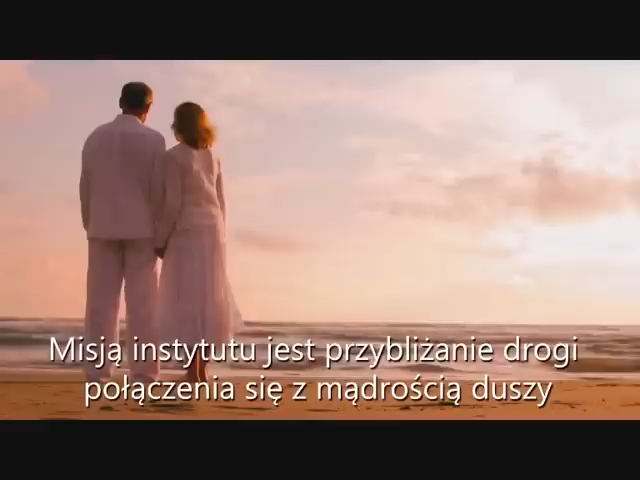 Misją instytutu jest przybliżanie drogi
połączenia się z mądrością duszy